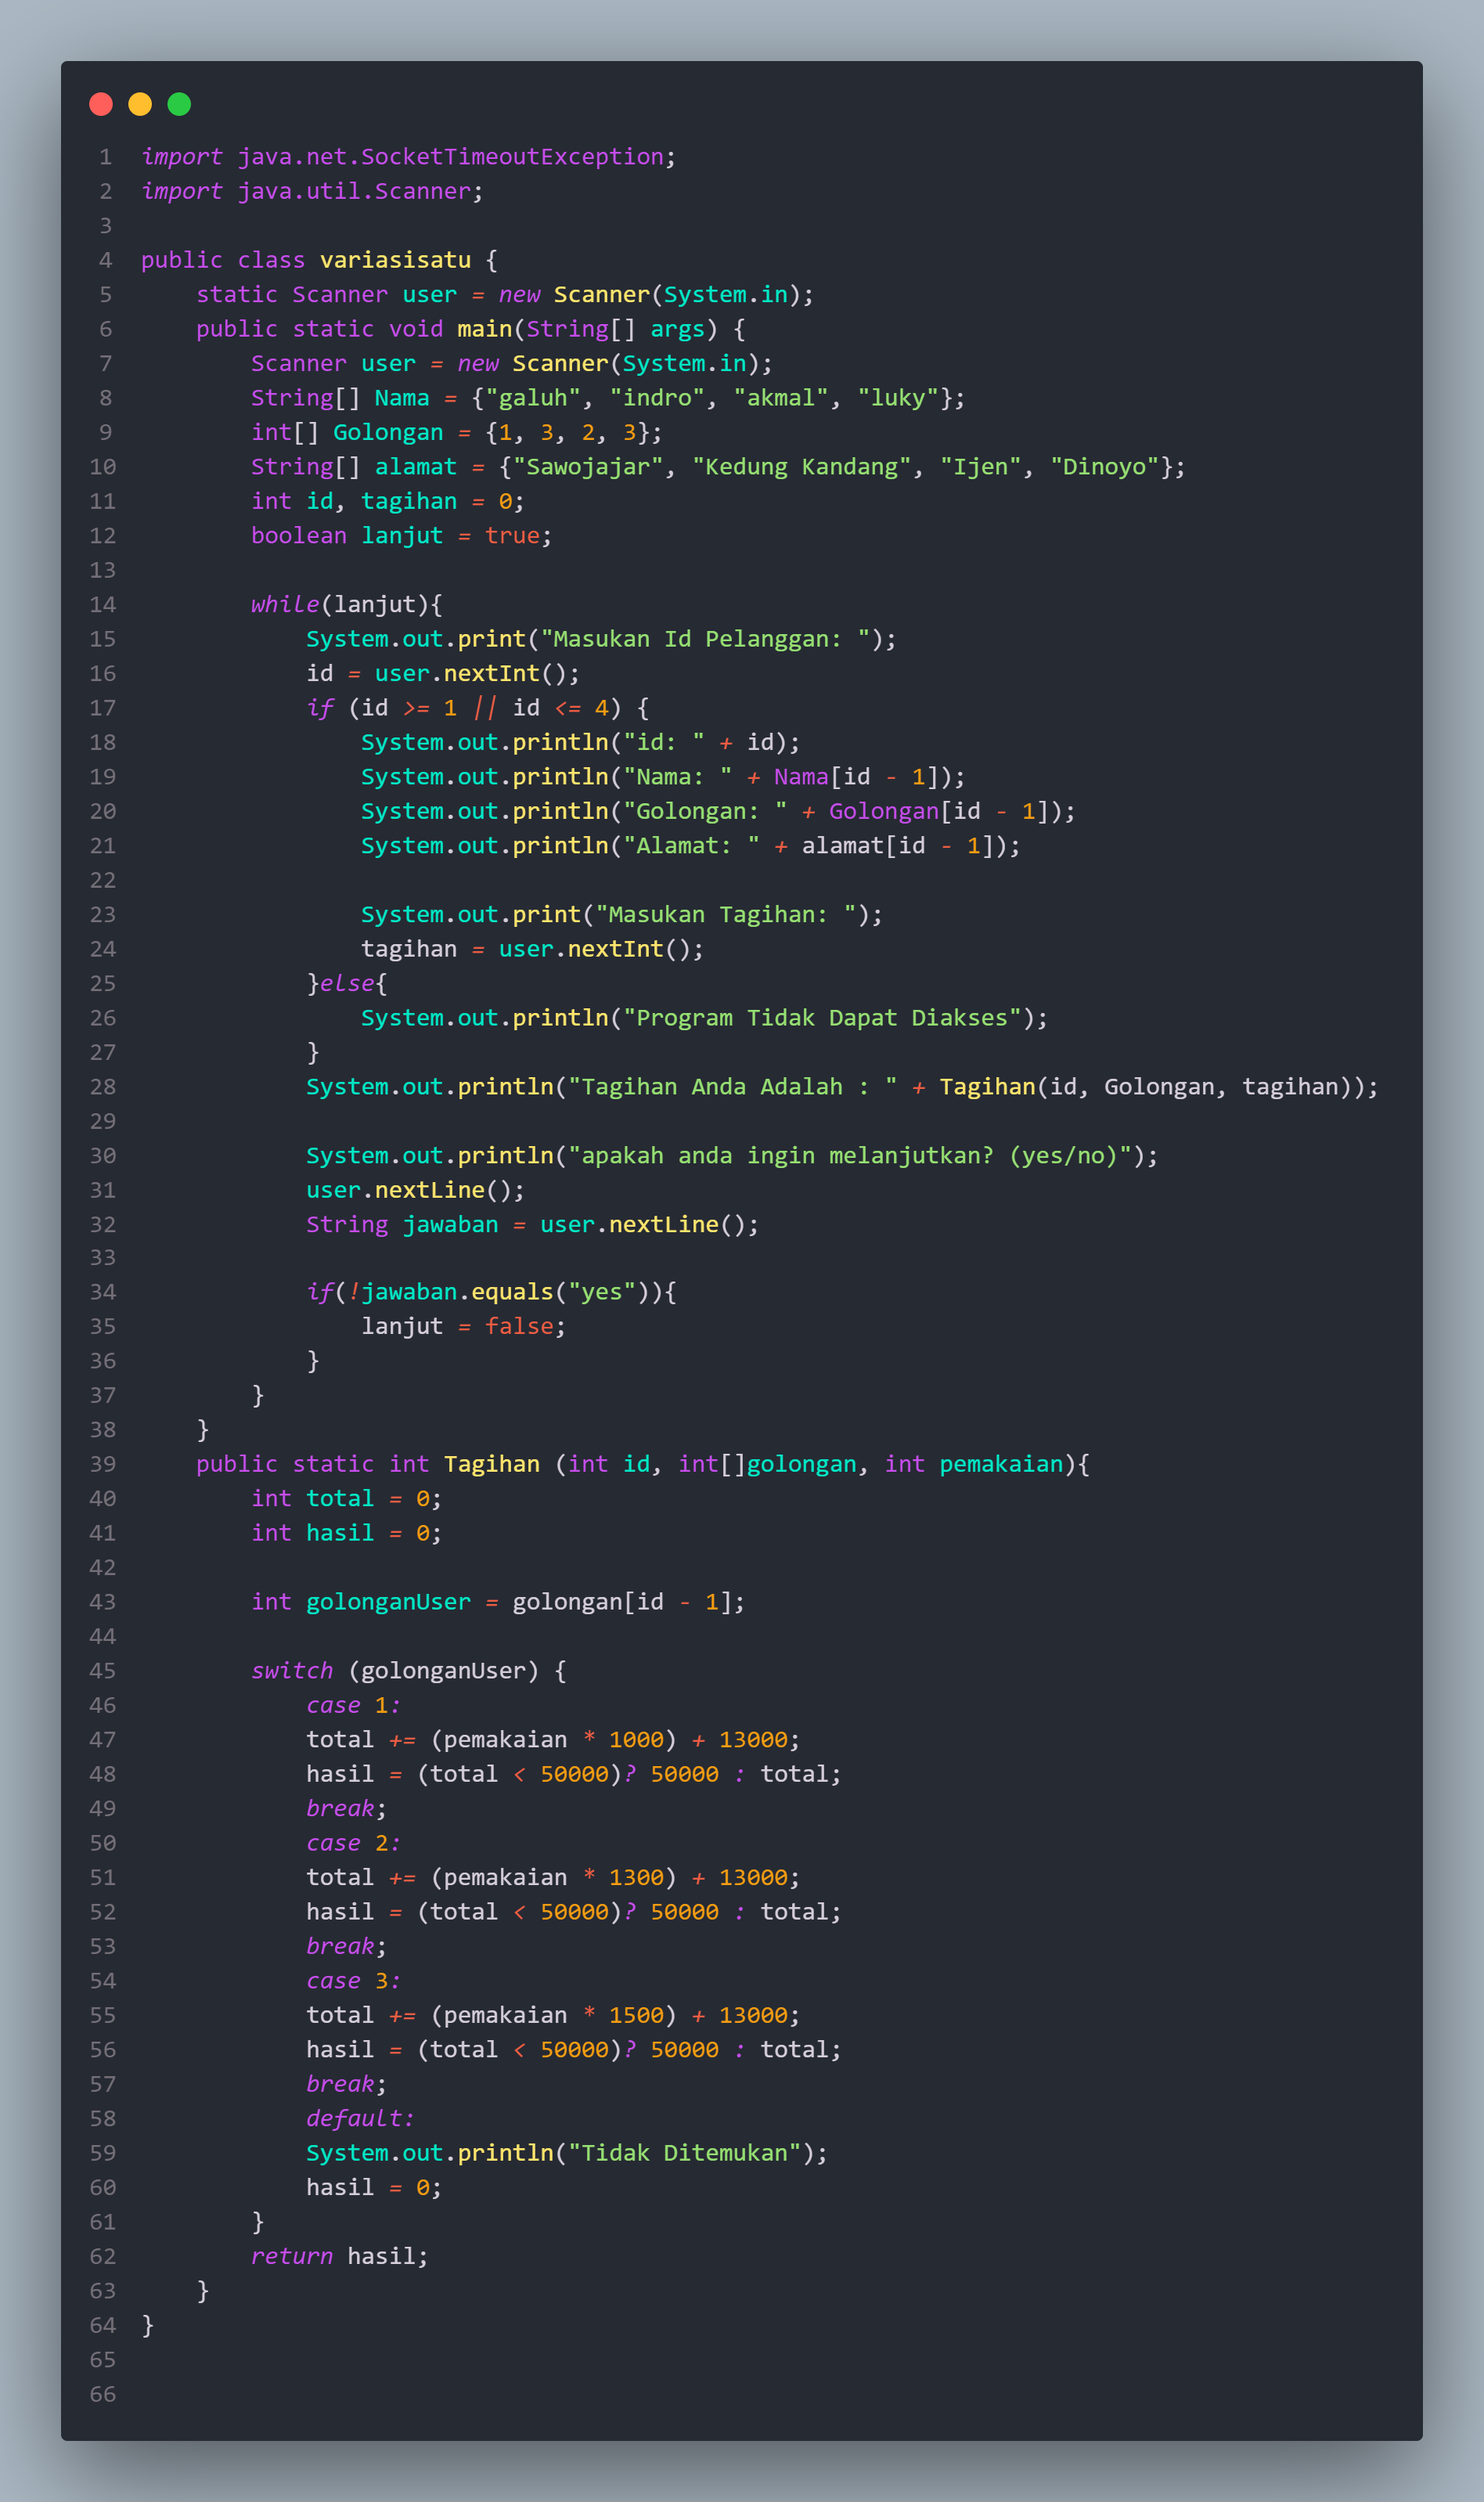 1 import java.net.SocketTimeoutException;
2 import java.util.Scanner;
3
4 public class variasisatu {
5     static Scanner user = new Scanner(System.in);
6     public static void main(String[] args) {
7         Scanner user = new Scanner(System.in);
8         String[] Nama = {"galuh", "indro", "akmal", "luky"};
9         int[] Golongan = {1, 3, 2, 3};
10         String[] alamat = {"Sawojajar", "Kedung Kandang", "Ijen", "Dinoyo"};
11         int id, tagihan = 0;
12         boolean lanjut = true;
13
14         while(lanjut){
15             System.out.print("Masukan Id Pelanggan: ");
16             id = user.nextInt();
17             if (id >= 1 || id <= 4) {
18                 System.out.println("id: " + id);
19                 System.out.println("Nama: " + Nama[id - 1]);
20                 System.out.println("Golongan: " + Golongan[id - 1]);
21                 System.out.println("Alamat: " + alamat[id - 1]);
22
23                 System.out.print("Masukan Tagihan: ");
24                 tagihan = user.nextInt();
25             }else{
26                 System.out.println("Program Tidak Dapat Diakses");
27             }
28             System.out.println("Tagihan Anda Adalah : " + Tagihan(id, Golongan, tagihan));
29
30             System.out.println("apakah anda ingin melanjutkan? (yes/no)");
31             user.nextLine();
32             String jawaban = user.nextLine();
33
34             if(!jawaban.equals("yes")){
35                 lanjut = false;
36             }
37         }
38     }
39     public static int Tagihan (int id, int[]golongan, int pemakaian){
40         int total = 0;
41         int hasil = 0;
42
43         int golonganUser = golongan[id - 1];
44
45         switch (golonganUser) {
46             case 1:
47             total += (pemakaian * 1000) + 13000;
48             hasil = (total < 50000)? 50000 : total;
49             break;
50             case 2:
51             total += (pemakaian * 1300) + 13000;
52             hasil = (total < 50000)? 50000 : total;
53             break;
54             case 3:
55             total += (pemakaian * 1500) + 13000;
56             hasil = (total < 50000)? 50000 : total;
57             break;
58             default:
59             System.out.println("Tidak Ditemukan");
60             hasil = 0;
61         }
62         return hasil;
63     }
64 }
65
66